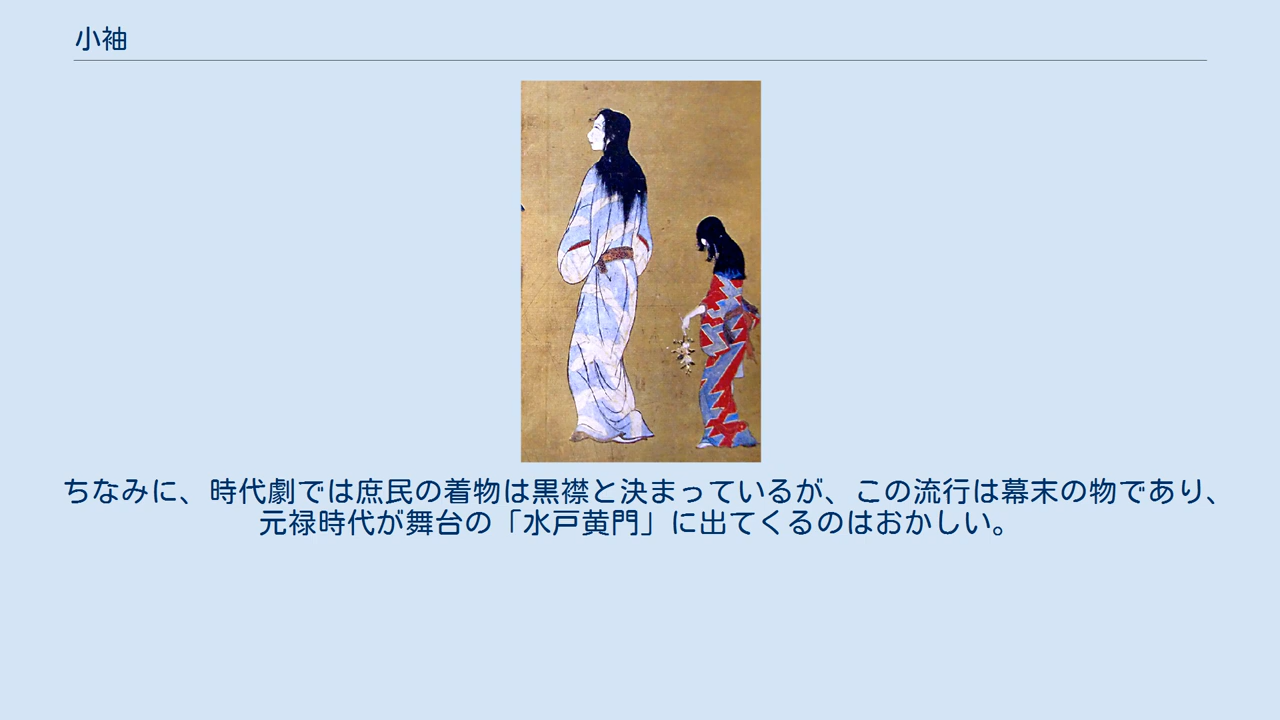 小袖
ちなみに、時代劇では庶民の着物は黒襟と決まっているが、この流行は幕末の物であり、
元禄時代が舞台の「水戸黄門」に出てくるのはおかしい。